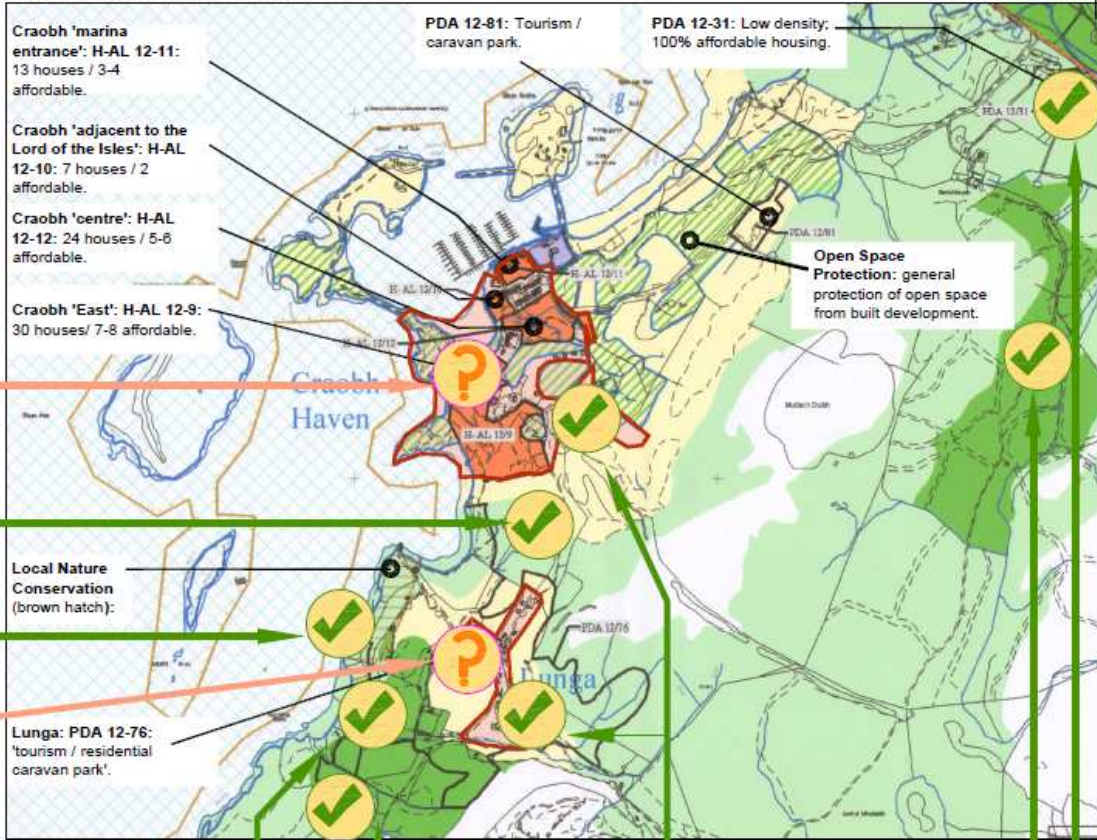 Craobh 'marina
entrance': H-AL 12-11:
13 houses / 3-4
affordable.
Craobh 'adjacent to the
Lord of the Isles': H-AL
12-10: 7 houses / 2
affordable.
Craobh 'centre': H-AL
12-12: 24 houses / 5-6
affordable.
Craobh 'East': H-AL 12-9:
30 houses/ 7-8 affordable.
PDA 12-81: Tourism /
caravan park.
PDA 12-31: Low density;
100% affordable housing.
PDA 12/31
PDA 12/81
Open Space
Protection: general
protection of open space
from built development.
H-AL 12/11
H-AL 12/10
H-AL 12/12
?
Craobh
Haven
H-AL 12/9
Local Nature
Conservation
(brown hatch):
PDA 12/76
?
Lunga
Lunga: PDA 12-76:
'tourism / residential
caravan park'.